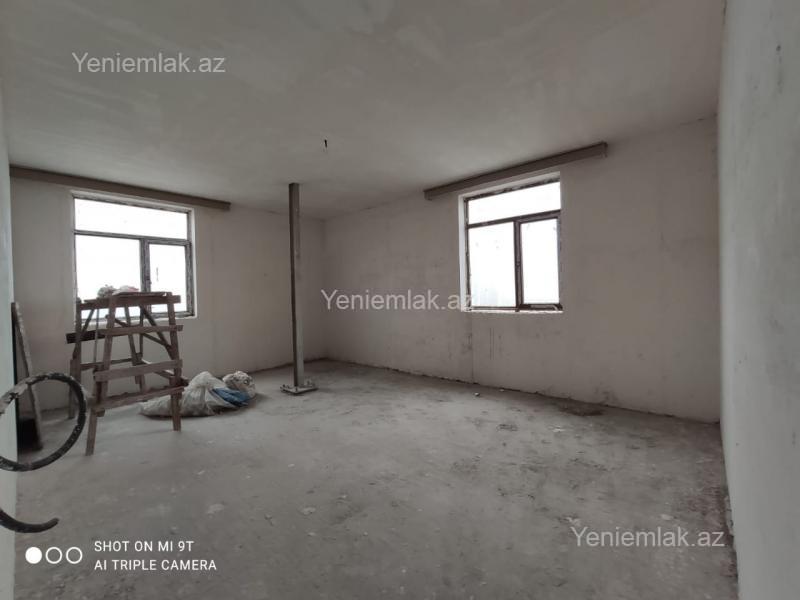 Yeniemlak.az
Yeniemlak.az
Yeniemlak.az
SHOT ON MI 9T
AI TRIPLE CAMERA